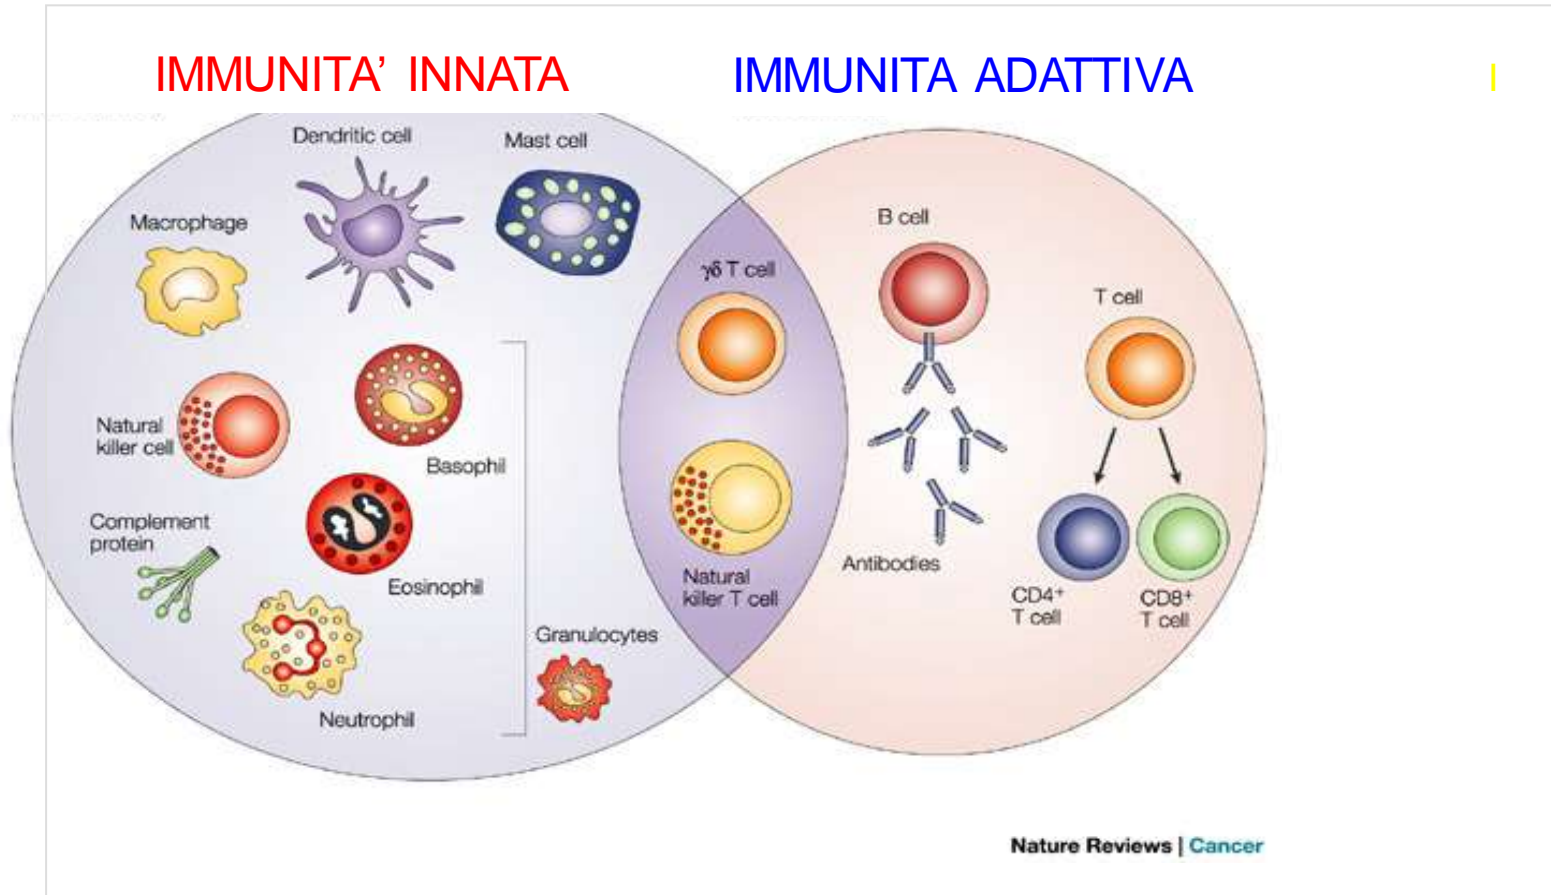 IMMUNITA’ INNATA
IMMUNITA ADATTIVA
I
Dendritic cell
Mast cell
Macrophage
B cell
γδ T cell
T cell
Natural
killer cell
Basophil
Complement
protein
Eosinophil
Antibodies
Natural
killer T cell
CD4+
T cell
CD8+
T cell
Granulocytes
Neutrophil
Nature Reviews | Cancer